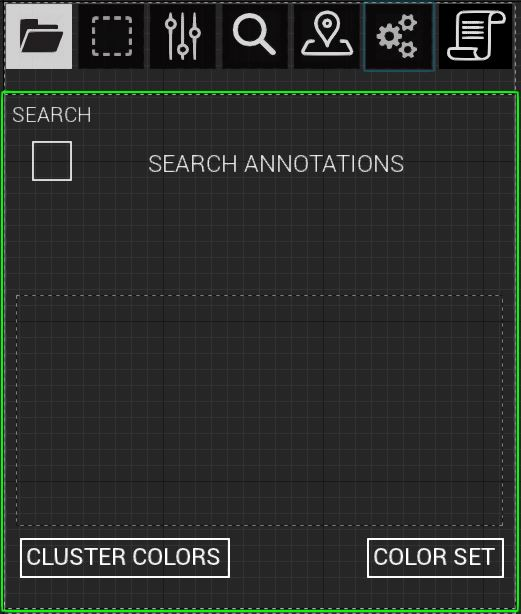 SEARCH
SEARCH ANNOTATIONS
CLUSTER COLORS
COLOR SET